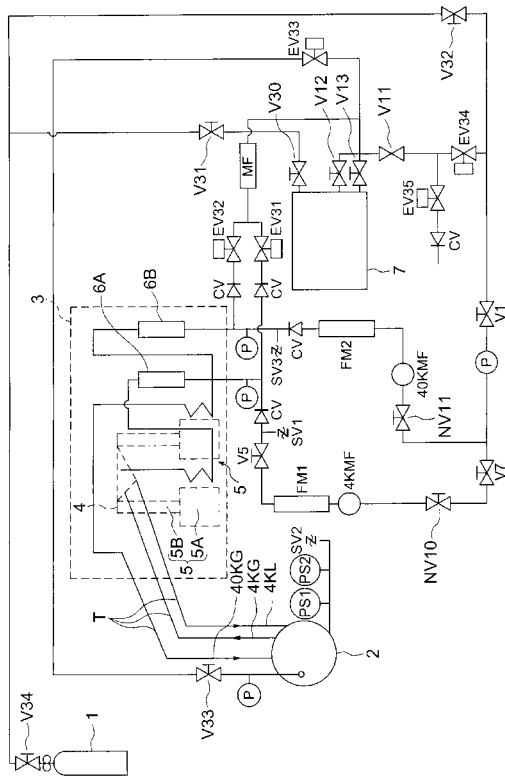 V34
1
V32
EV33
V31
V30
V12
V13
V11
EV34
EV35
CV
MF
EV32
EV31
CV
CV
7
3
6A
6B
P
P
SV3
CV
FM2
40KMF
NV11
P
V1
V7
4
5
5B
5A
5
CV
SV1
V5
FM1
4KMF
NV10
T
40KG
4KG
4KL
SV2
PS1
PS2
V33
P
2